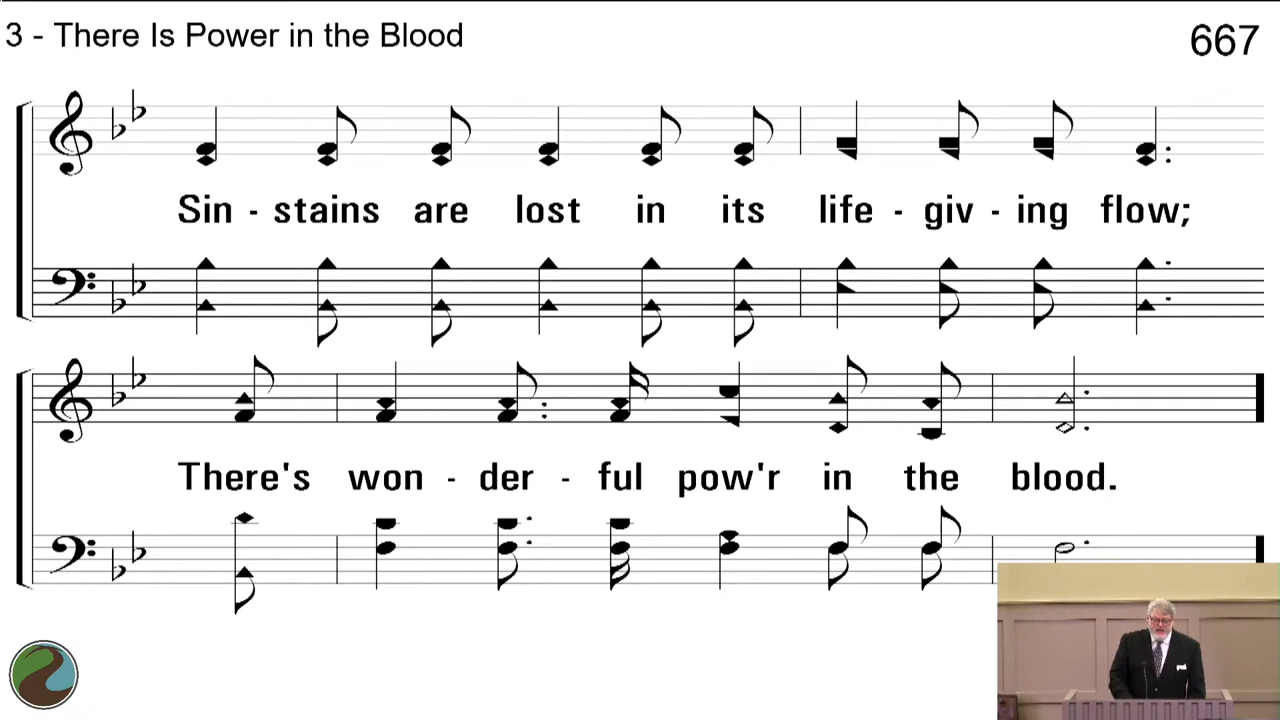 3 - There Is Power in the Blood
667
Sin - stains are lost in its life - giv - ing flow;
There's won - der - ful pow'r in the blood.